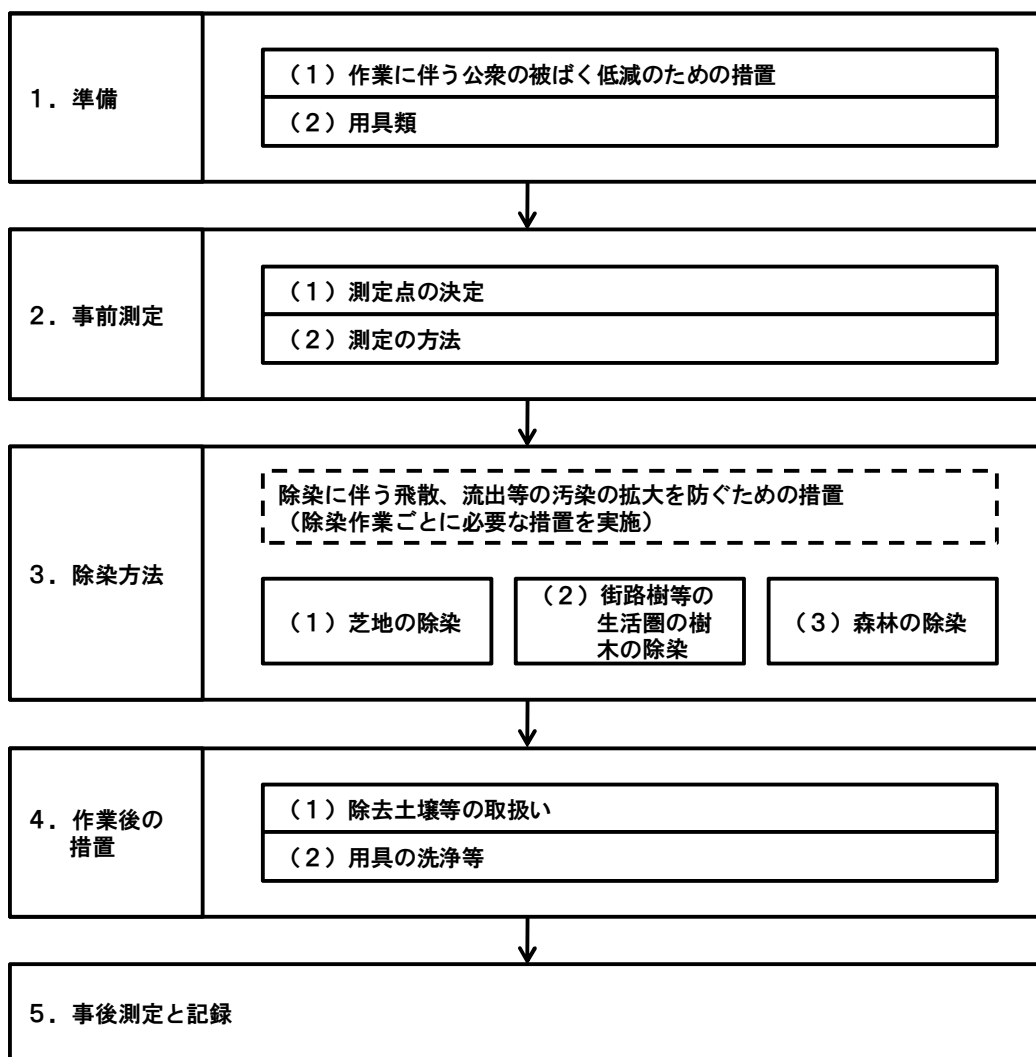 1．準備
（1）作業に伴う公衆の被ばく低減のための措置
（2）用具類
2．事前測定
（1）測定点の決定
（2）測定の方法
3．除染方法
除染に伴う飛散、流出等の汚染の拡大を防ぐための措置
（除染作業ごとに必要な措置を実施）
（1）芝地の除染
（2）街路樹等の
生活圏の樹
木の除染
（3）森林の除染
4．作業後の
措置
（1）除去土壌等の取扱い
（2）用具の洗浄等
5．事後測定と記録